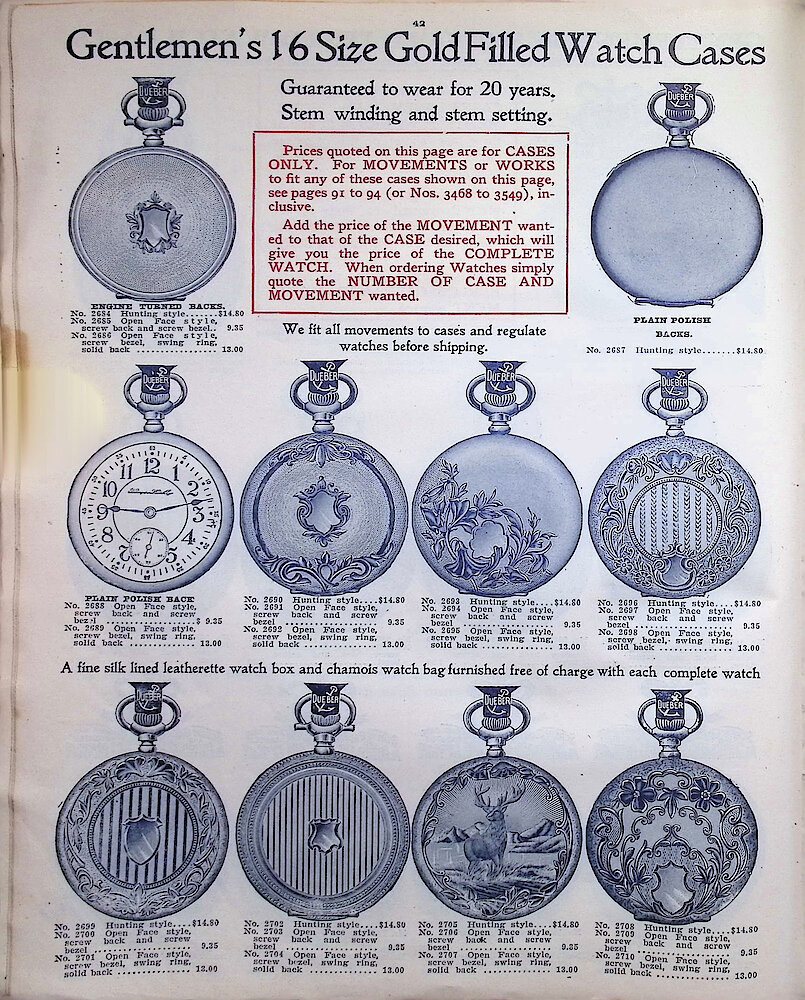 42
Gentlemen's 16 Size Gold Filled Watch Cases
Guaranteed to wear for 20 years.
Stem winding and stem setting.
DUEBER
DUEBER
Prices quoted on this page are for CASES
ONLY. For MOVEMENTS or WORKS
to fit any of these cases shown on this page,
see pages 91 to 94 (or Nos. 3468 to 3549), in-
clusive.
Add the price of the MOVEMENT want-
ed to that of the CASE desired, which will
give you the price of the COMPLETE
WATCH. When ordering Watches simply
quote the NUMBER OF CASE AND
MOVEMENT wanted.
We fit all movements to cases and regulate
watches before shipping.
ENGINE TURNED BACKS.
No. 2684 Hunting style.......$14.80
No. 2685 Open Face style,
screw back and screw bezel.. 9.35
No. 2686 Open Face style,
screw bezel, swing ring,
solid back ................ 13.00
PLAIN POLISH
BACKS.
No. 2687 Hunting style.......$14.80
DUEBER
DUEBER
DUEBER
DUEBER
12 1 2 3 4 5 6 7 8 9 10 11
PLAIN POLISH BACK
No. 2688 Open Face style,
screw back and screw
bezel ..................$ 9.35
No. 2689 Open Face style,
screw bezel, swing ring,
solid back ............. 13.00
No. 2690 Hunting style....$14.80
No. 2691 Open Face style,
screw back and screw
bezel .................... 9.35
No. 2692 Open Face style,
screw bezel, swing ring,
solid back .............. 13.00
No. 2693 Hunting style....$14.80
No. 2694 Open Face style,
screw back and screw
bezel .................... 9.35
No. 2695 Open Face style,
screw bezel, swing ring,
solid back .............. 13.00
No. 2696 Hunting style....$14.80
No. 2697 Open Face style,
screw back and screw
bezel .................... 9.35
No. 2698 Open Face style,
screw bezel, swing ring,
solid back .............. 13.00
A fine silk lined leatherette watch box and chamois watch bag furnished free of charge with each complete watch
DUEBER
DUEBER
DUEBER
DUEBER
No. 2699 Hunting style....$14.80
No. 2700 Open Face style,
screw back and screw
bezel .................... 9.35
No. 2701 Open Face style,
screw bezel, swing ring,
solid back .............. 13.00
No. 2702 Hunting style....$14.80
No. 2703 Open Face style,
screw back and screw
bezel .................... 9.35
No. 2704 Open Face style,
screw bezel, swing ring,
solid back .............. 13.00
No. 2705 Hunting style....$14.80
No. 2706 Open Face style,
screw back and screw
bezel .................... 9.35
No. 2707 Open Face style,
screw bezel, swing ring,
solid back .............. 13.00
No. 2708 Hunting style....$14.80
No. 2709 Open Face style,
screw back and screw
bezel .................... 9.35
No. 2710 Open Face style,
screw bezel, swing ring,
solid back .............. 13.00